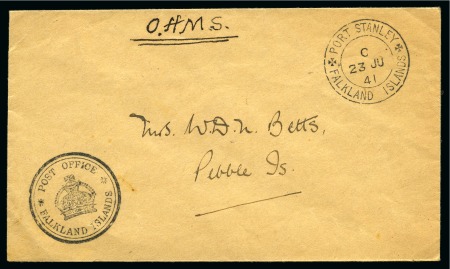 O.H.M.S.
PORT STANLEY
C
23 JU
41
FALKLAND ISLANDS
Mrs. W.D.N. Betts,
Pebble Is.
POST OFFICE
FALKLAND ISLANDS